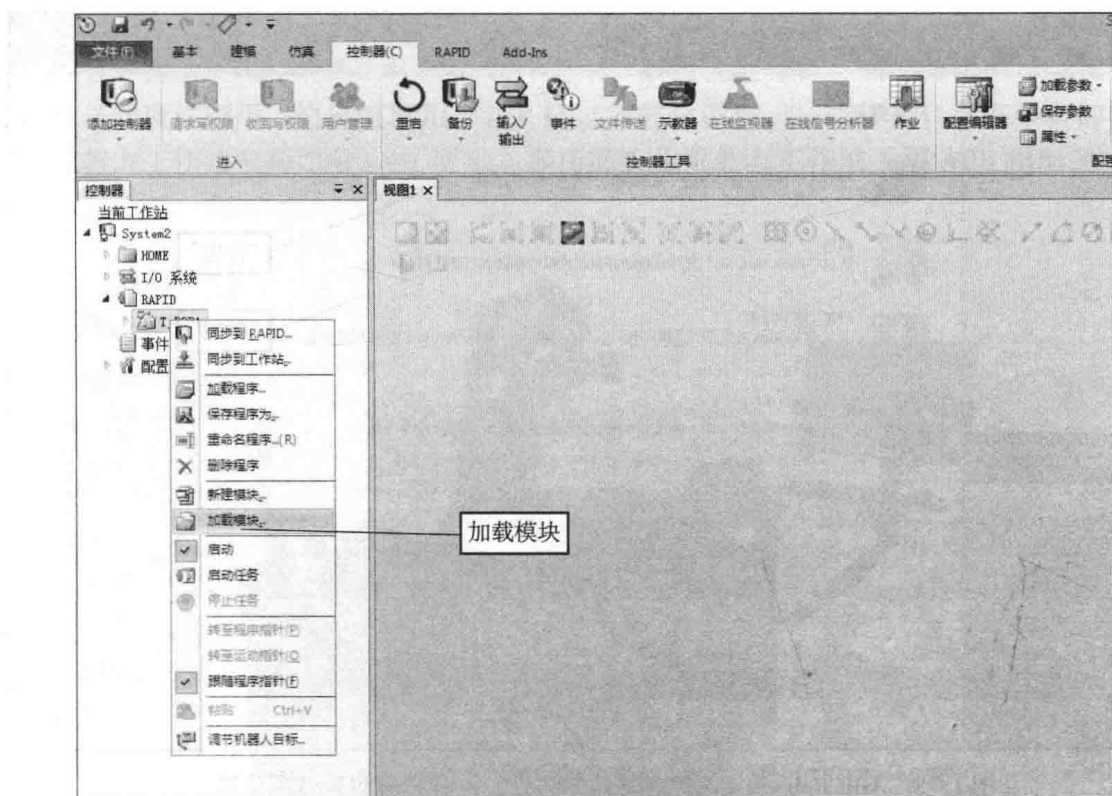 文件(F) 基本 建模 仿真 控制器(C) RAPID Add-Ins
添加控制器 请求写权限 收回写权限 用户管理 重启 备份 输入/输出 事件 文件传送 示教器 在线监视器 在线信号分析器 作业 配置编辑器 加载参数
保存参数
属性
进入 控制器工具
控制器 视图1
当前工作站
System2
HOME
I/O 系统
RAPID
事件
配置
同步到 RAPID...
同步到工作站...
加载程序...
保存程序为...
重命名程序...(R)
删除程序
新建模块...
加载模块...
加载模块
启动
启动任务
停止任务
转至程序指针(P)
转至运动指针(O
跟随程序指针(F)
粘贴 Ctrl+V
调节机器人目标...